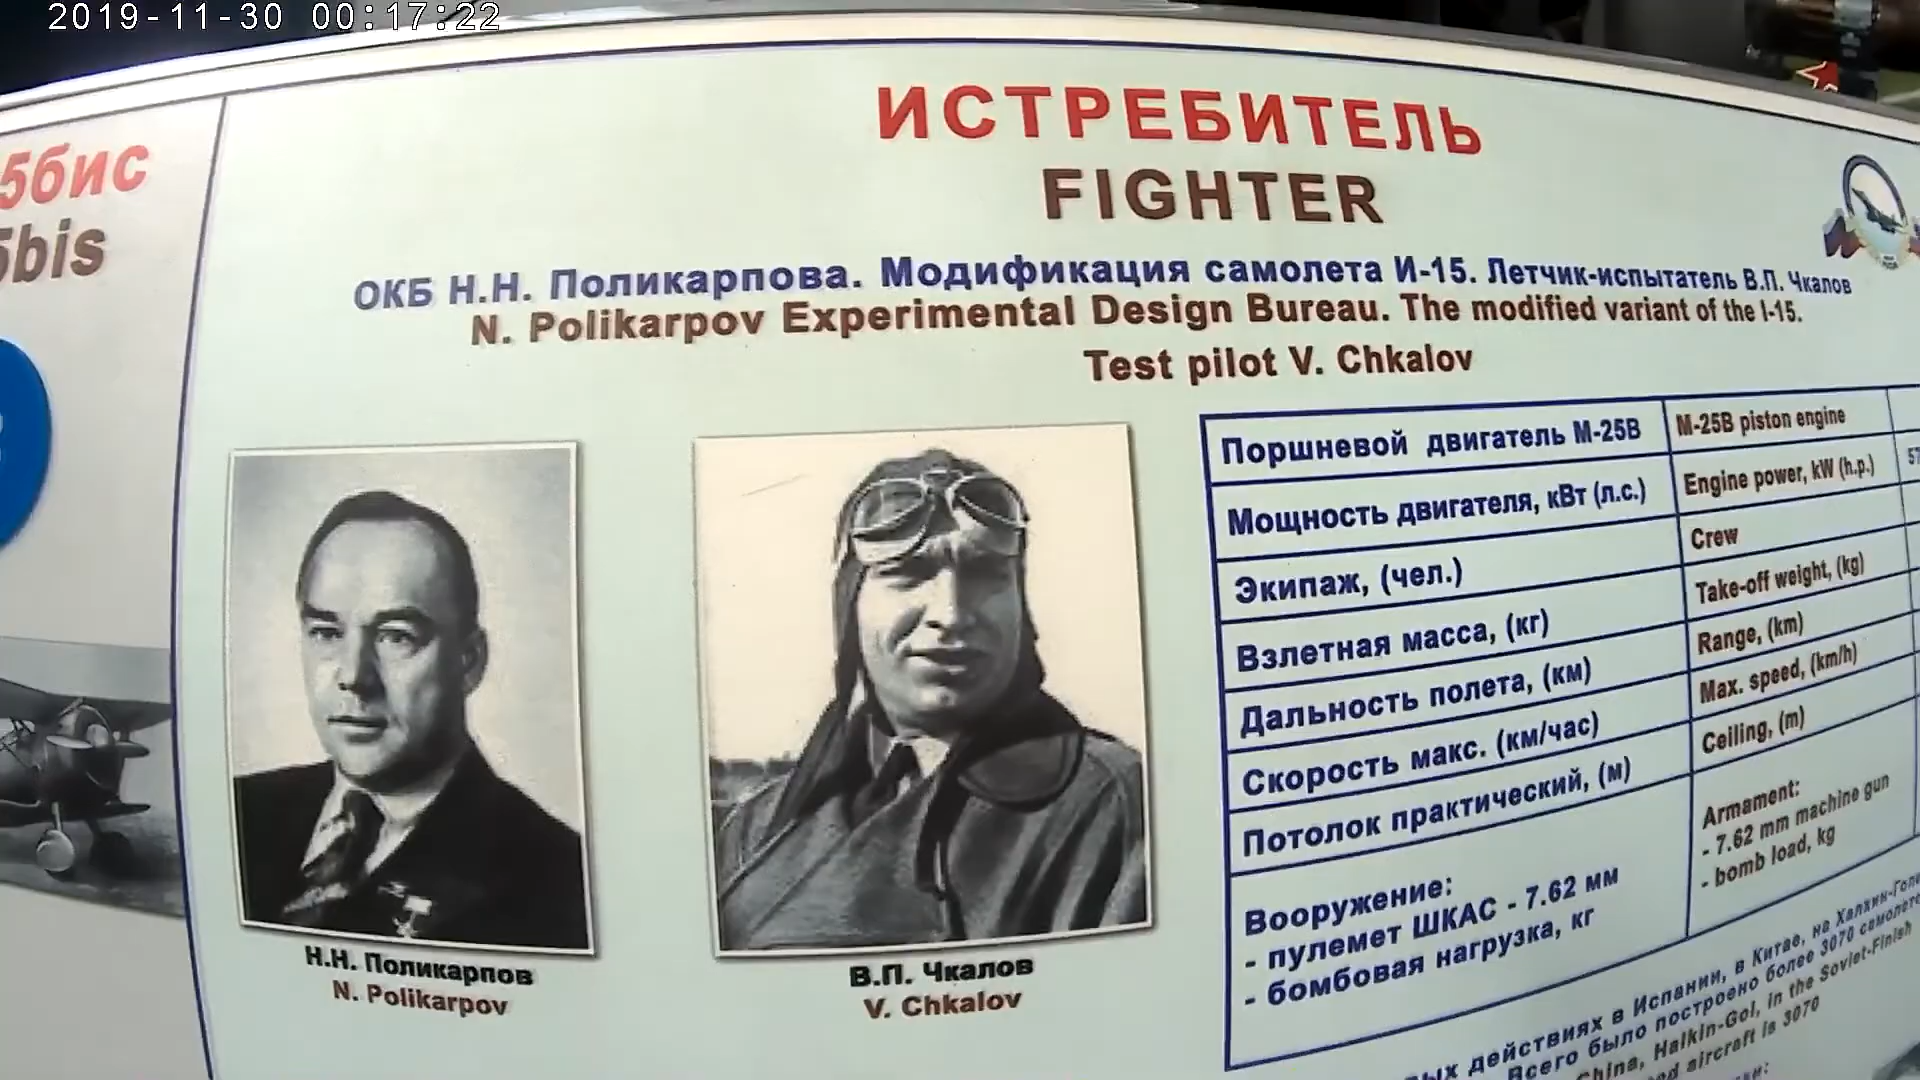 2019-11-30 00:17:22
5бис
5bis
ИСТРЕБИТЕЛЬ
FIGHTER
ОКБ Н.Н. Поликарпова. Модификация самолета И-15. Летчик-испытатель В.П. Чкалов
N. Polikarpov Experimental Design Bureau. The modified variant of the I-15.
Test pilot V. Chkalov
Н.Н. Поликарпов
N. Polikarpov
В.П. Чкалов
V. Chkalov
Поршневой двигатель М-25В M-25B piston engine
Мощность двигателя, кВт (л.с.) Engine power, kW (h.p.) 57
Экипаж, (чел.) Crew
Взлетная масса, (кг) Take-off weight, (kg)
Дальность полета, (км) Range, (km)
Скорость макс. (км/час) Max. speed, (km/h)
Потолок практический, (м) Ceiling, (m)
Вооружение:
- пулемет ШКАС - 7.62 мм
- бомбовая нагрузка, кг
Armament:
- 7.62 mm machine gun
- bomb load, kg
действиях в Испании, в Китае, на Халхин-Голе
Всего было построено более 3070 самолето
China, Halkin-Gol, in the Soviet-Finish
aircraft is 3070